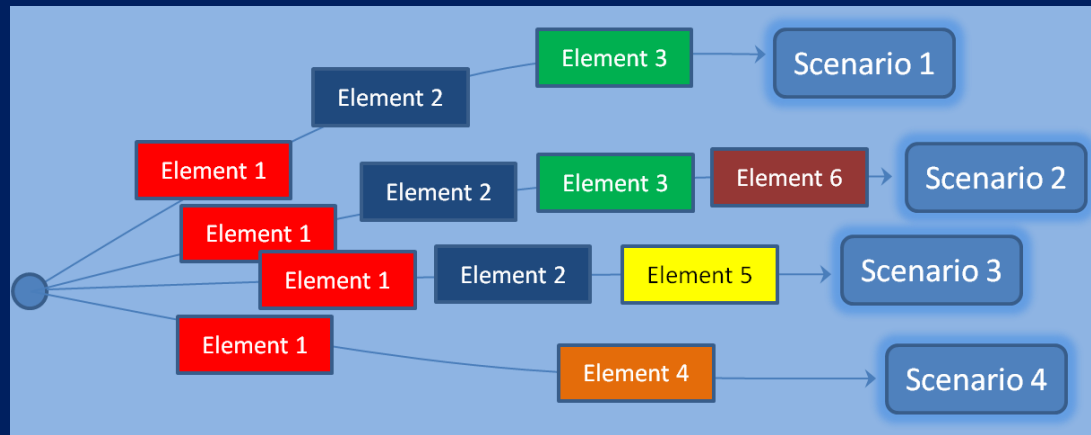 Element 1
Element 2
Element 3
Scenario 1
Element 1
Element 2
Element 3
Element 6
Scenario 2
Element 1
Element 2
Element 5
Scenario 3
Element 1
Element 4
Scenario 4